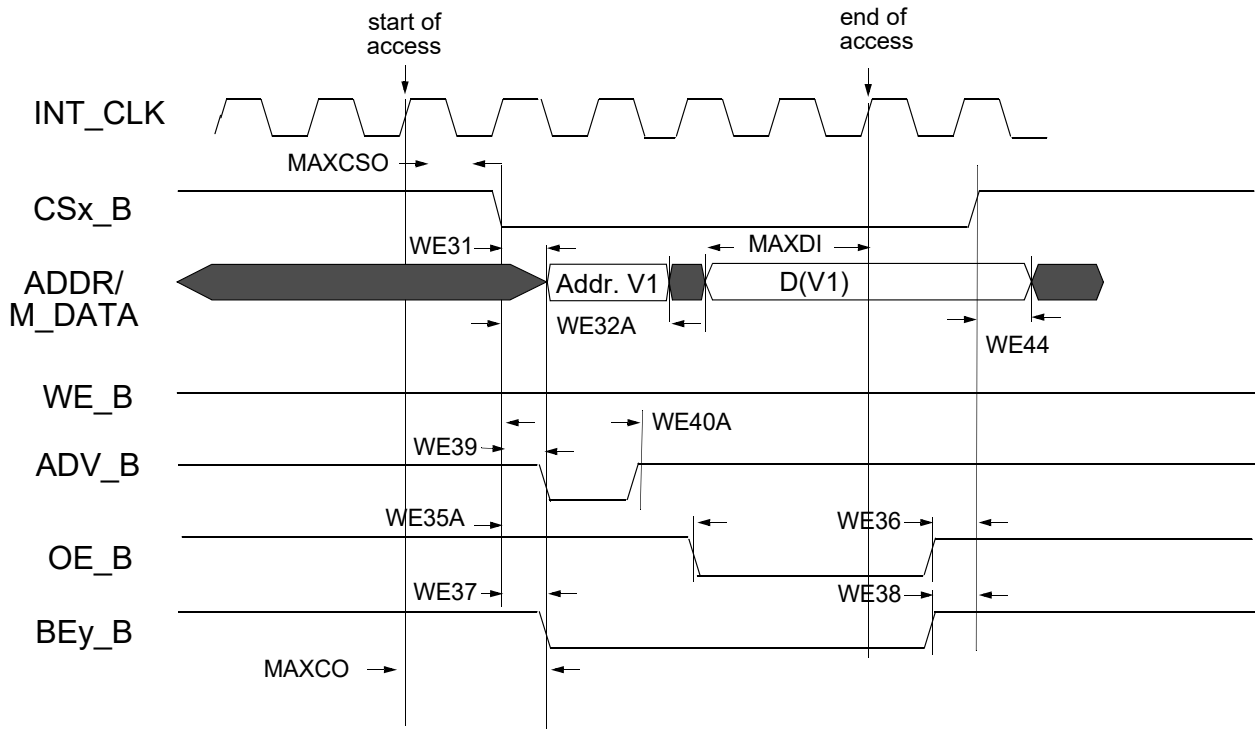 start of
access
end of
access
INT_CLK
MAXCSO
CSx_B
WE31
MAXDI
ADDR/
M_DATA
Addr. V1
D(V1)
WE32A
WE44
WE_B
WE40A
WE39
ADV_B
WE35A
WE36
OE_B
WE37
WE38
BEy_B
MAXCO